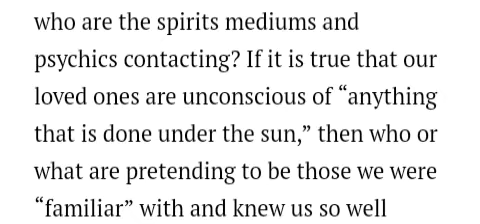 who are the spirits mediums and
psychics contacting? If it is true that our
loved ones are unconscious of “anything
that is done under the sun,” then who or
what are pretending to be those we were
“familiar” with and knew us so well